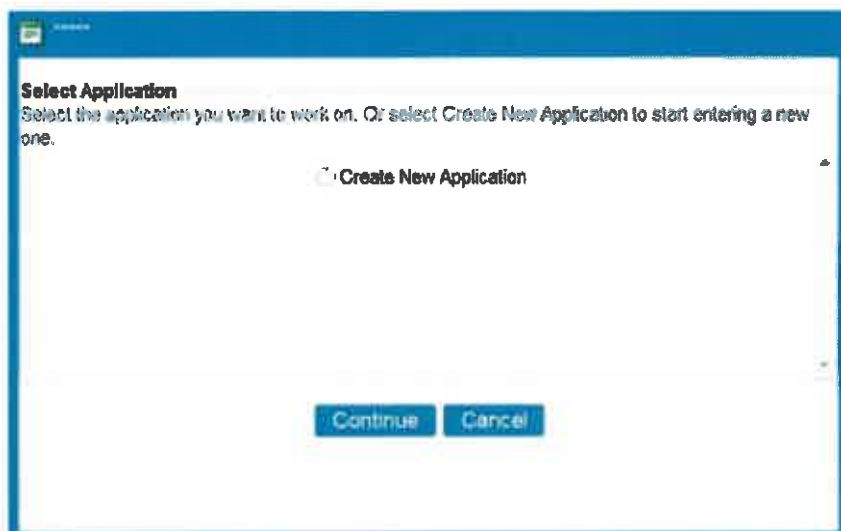 Select Application
Select the application you want to work on. Or select Create New Application to start entering a new
one.
Create New Application
Continue Cancel